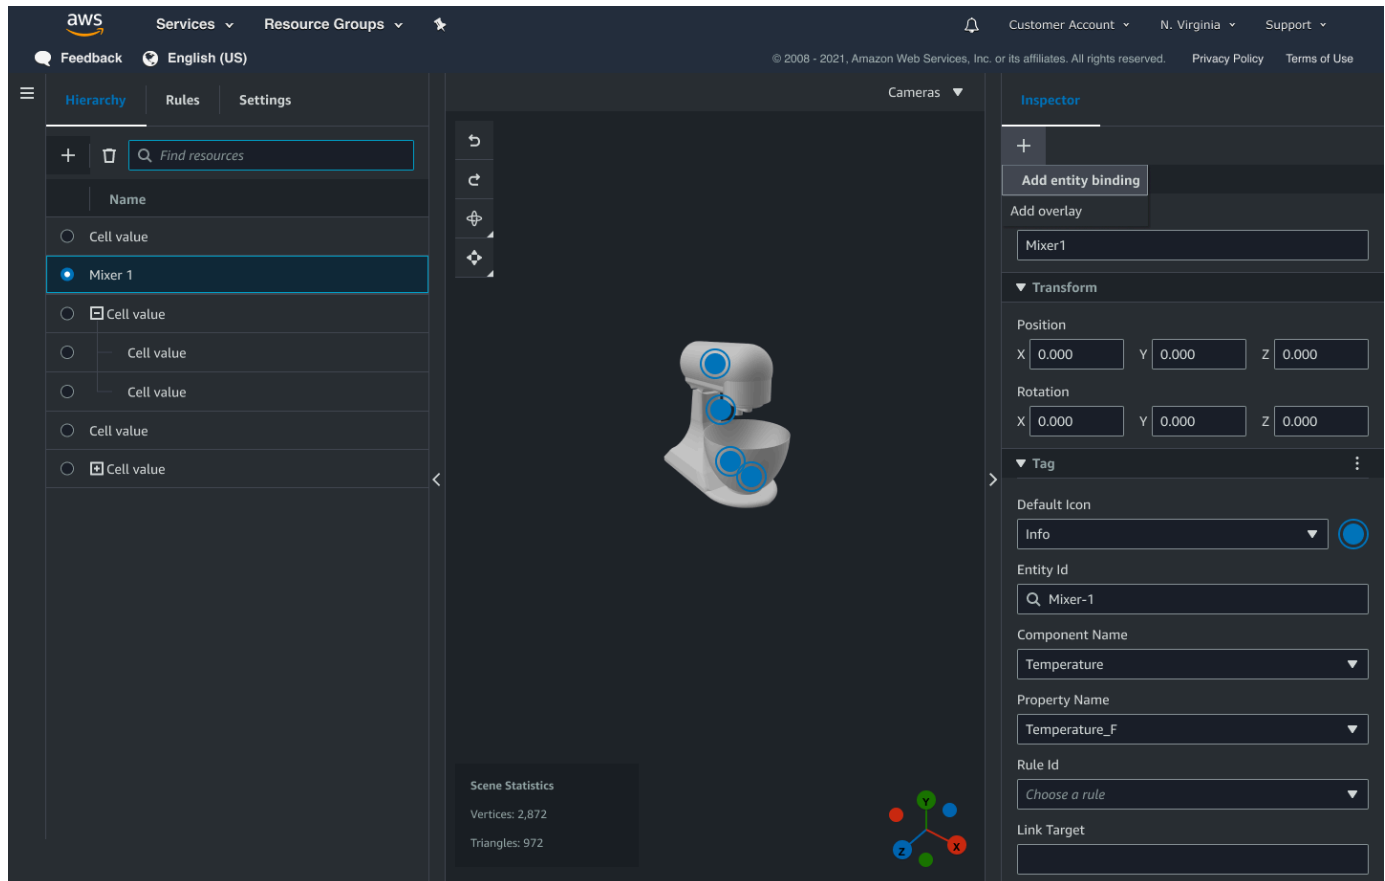 aws Services Resource Groups Customer Account N. Virginia Support
Feedback English (US) © 2008 - 2021, Amazon Web Services, Inc. or its affiliates. All rights reserved. Privacy Policy Terms of Use
Hierarchy Rules Settings
Find resources
Name
Cell value
Mixer 1
Cell value
Cell value
Cell value
Cell value
Cell value
Cameras
Scene Statistics
Vertices: 2,872
Triangles: 972
Y
Z
X
Inspector
Add entity binding
Add overlay
Mixer1
Transform
Position
X 0.000 Y 0.000 Z 0.000
Rotation
X 0.000 Y 0.000 Z 0.000
Tag
Default Icon
Info
Entity Id
Mixer-1
Component Name
Temperature
Property Name
Temperature_F
Rule Id
Choose a rule
Link Target